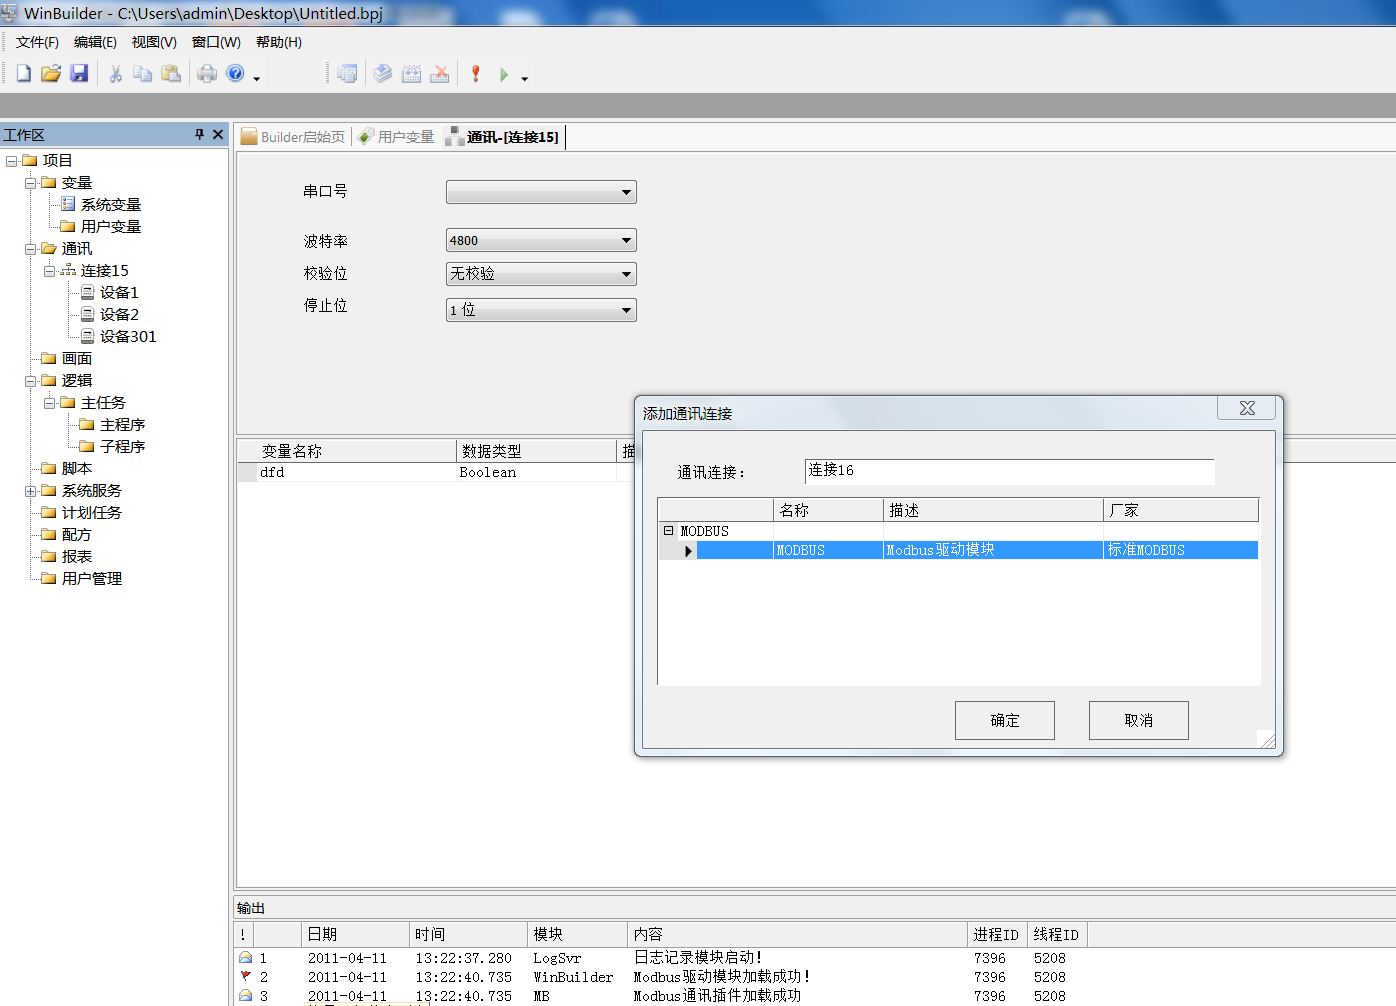 WinBuilder - C:\Users\admin\Desktop\Untitled.bpj
文件(F) 编辑(E) 视图(V) 窗口(W) 帮助(H)
工作区
项目
变量
系统变量
用户变量
通讯
连接15
设备1
设备2
设备301
画面
逻辑
主任务
主程序
子程序
脚本
系统服务
计划任务
配方
报表
用户管理
Builder启始页 用户变量 通讯-[连接15]
串口号
波特率 4800
校验位 无校验
停止位 1 位
变量名称 数据类型 描
dfd Boolean
添加通讯连接
通讯连接: 连接16
名称 描述 厂家
MODBUS
MODBUS Modbus驱动模块 标准MODBUS
确定 取消
输出
! 日期 时间 模块 内容 进程ID 线程ID
1 2011-04-11 13:22:37.280 LogSvr 日志记录模块启动! 7396 5208
2 2011-04-11 13:22:40.735 WinBuilder Modbus驱动模块加载成功! 7396 5208
3 2011-04-11 13:22:40.735 MB Modbus通讯插件加载成功 7396 5208